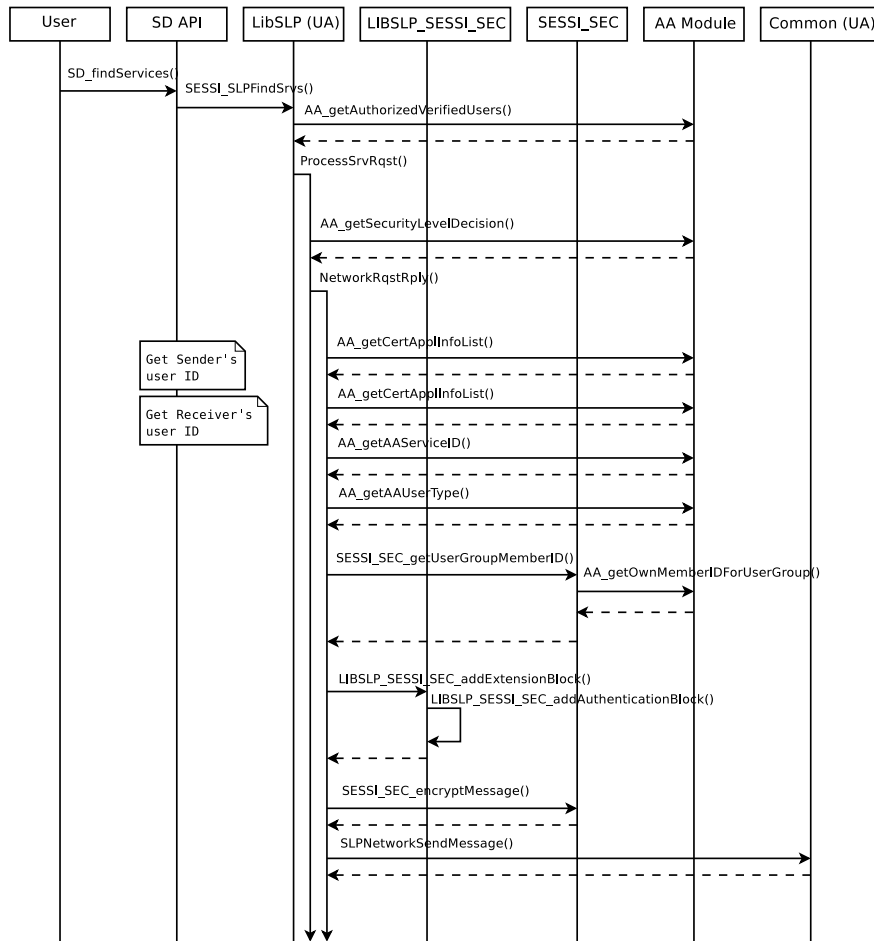 User
SD API
LibSLP (UA)
LIBSLP_SESSI_SEC
SESSI_SEC
AA Module
Common (UA)
SD_findServices()
SESSI_SLPFindSrvs()
AA_getAuthorizedVerifiedUsers()
ProcessSrvRqst()
AA_getSecurityLevelDecision()
NetworkRqstRply()
AA_getCertApplInfoList()
Get Sender's
user ID
AA_getCertApplInfoList()
Get Receiver's
user ID
AA_getAAServiceID()
AA_getAAUserType()
SESSI_SEC_getUserGroupMemberID()
AA_getOwnMemberIDForUserGroup()
LIBSLP_SESSI_SEC_addExtensionBlock()
LIBSLP_SESSI_SEC_addAuthenticationBlock()
SESSI_SEC_encryptMessage()
SLPNetworkSendMessage()